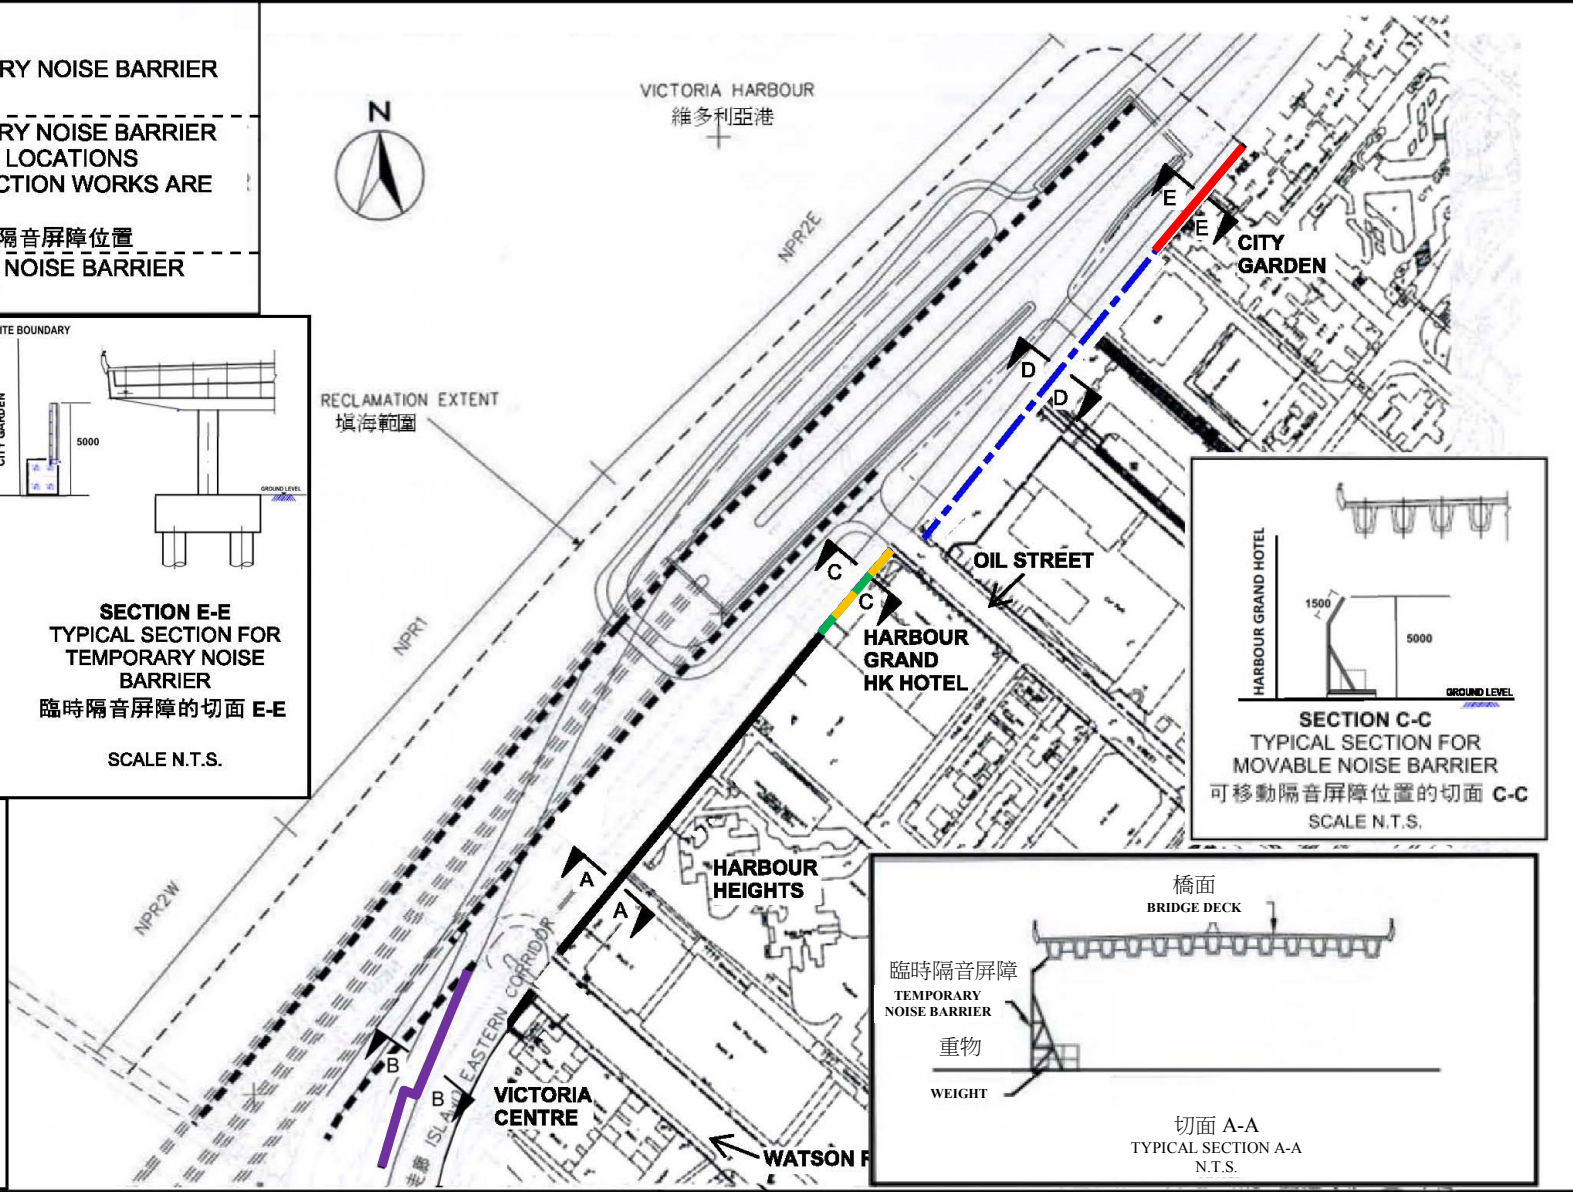 RY NOISE BARRIER
RY NOISE BARRIER
LOCATIONS
CTION WORKS ARE
隔音屏障位置
NOISE BARRIER
N
VICTORIA HARBOUR
維多利亞港
NPR2E
RECLAMATION EXTENT
填海範圍
NPR1
NPR2W
ITE BOUNDARY
CITY GARDEN
5000
GROUND LEVEL
SECTION E-E
TYPICAL SECTION FOR
TEMPORARY NOISE
BARRIER
臨時隔音屏障的切面 E-E
SCALE N.T.S.
E
E
CITY
GARDEN
D
D
OIL STREET
C
C
HARBOUR
GRAND
HK HOTEL
HARBOUR
HEIGHTS
A
A
EASTERN CORRIDOR
B
B
VICTORIA
CENTRE
WATSON
HARBOUR GRAND HOTEL
1500
5000
GROUND LEVEL
SECTION C-C
TYPICAL SECTION FOR
MOVABLE NOISE BARRIER
可移動隔音屏障位置的切面 C-C
SCALE N.T.S.
橋面
BRIDGE DECK
臨時隔音屏障
TEMPORARY
NOISE BARRIER
重物
WEIGHT
切面 A-A
TYPICAL SECTION A-A
N.T.S.